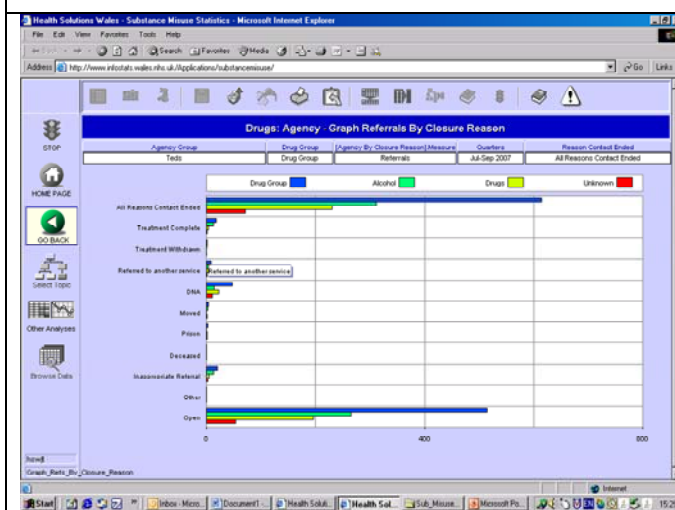 Health Solutions Wales - Substance Misuse Statistics - Microsoft Internet Explorer
File Edit View Favorites Tools Help
Search Favorites Media
Address http://www.infostats.wales.nhs.uk/Applications/substancemisuse/ Go Links
STOP
HOME PAGE
GO BACK
Select Topic
Other Analyses
Browse Data
Drugs: Agency - Graph Referrals By Closure Reason
Agency Group Drug Group [Agency By Closure Reason].Measure Quarters Reason Contact Ended
Teds Drug Group Referrals Jul-Sep 2007 All Reasons Contact Ended
Drug Group Alcohol Drugs Unknown
All Reasons Contact Ended
Treatment Complete
Treatment Withdrawn
Referred to another service Referred to another service
DNA
Moved
Prison
Deceased
Inappropriate Referral
Other
Open
0 400 800
Graph_Refs_By_Closure_Reason
Internet
Start Inbox - Micro... Document1 - ... Health Soluti... Health Sol... Sub_Misuse... Microsoft Po... 15:25